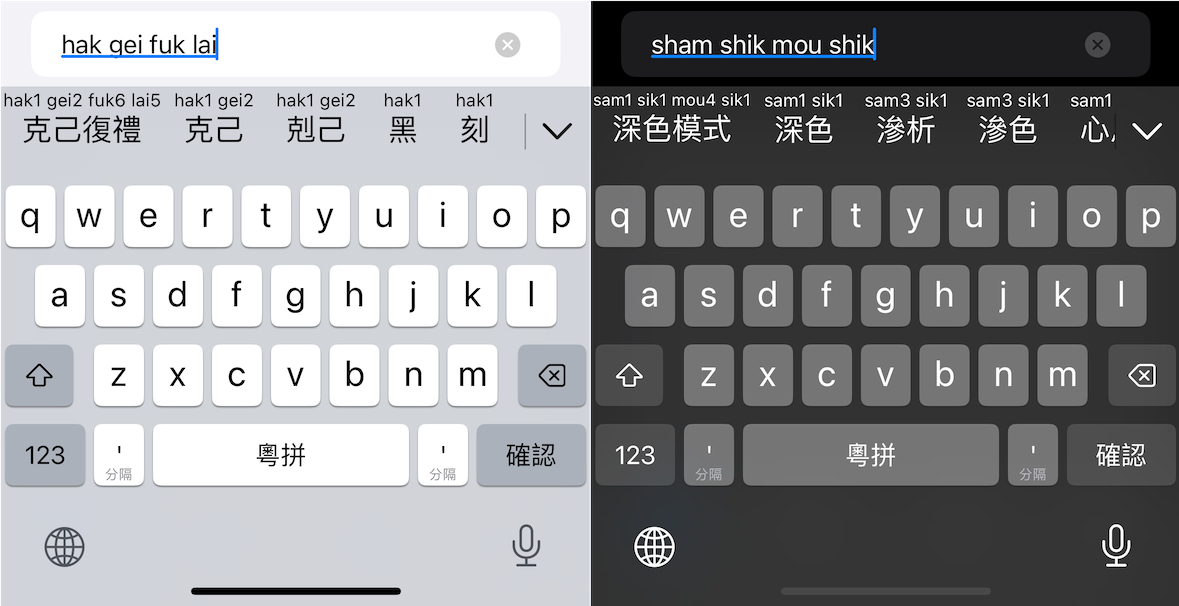 hak gei fuk lai
hak1 gei2 fuk6 lai5 hak1 gei2 hak1 gei2 hak1 hak1
克己復禮 克己 剋己 黑 刻
q w e r t y u i o p
a s d f g h j k l
z x c v b n m
123 ' 粵拼 ' 確認
分隔 分隔
sham shik mou shik
sam1 sik1 mou4 sik1 sam1 sik1 sam3 sik1 sam3 sik1 sam1
深色模式 深色 滲析 滲色 心
q w e r t y u i o p
a s d f g h j k l
z x c v b n m
123 ' 粵拼 ' 確認
分隔 分隔